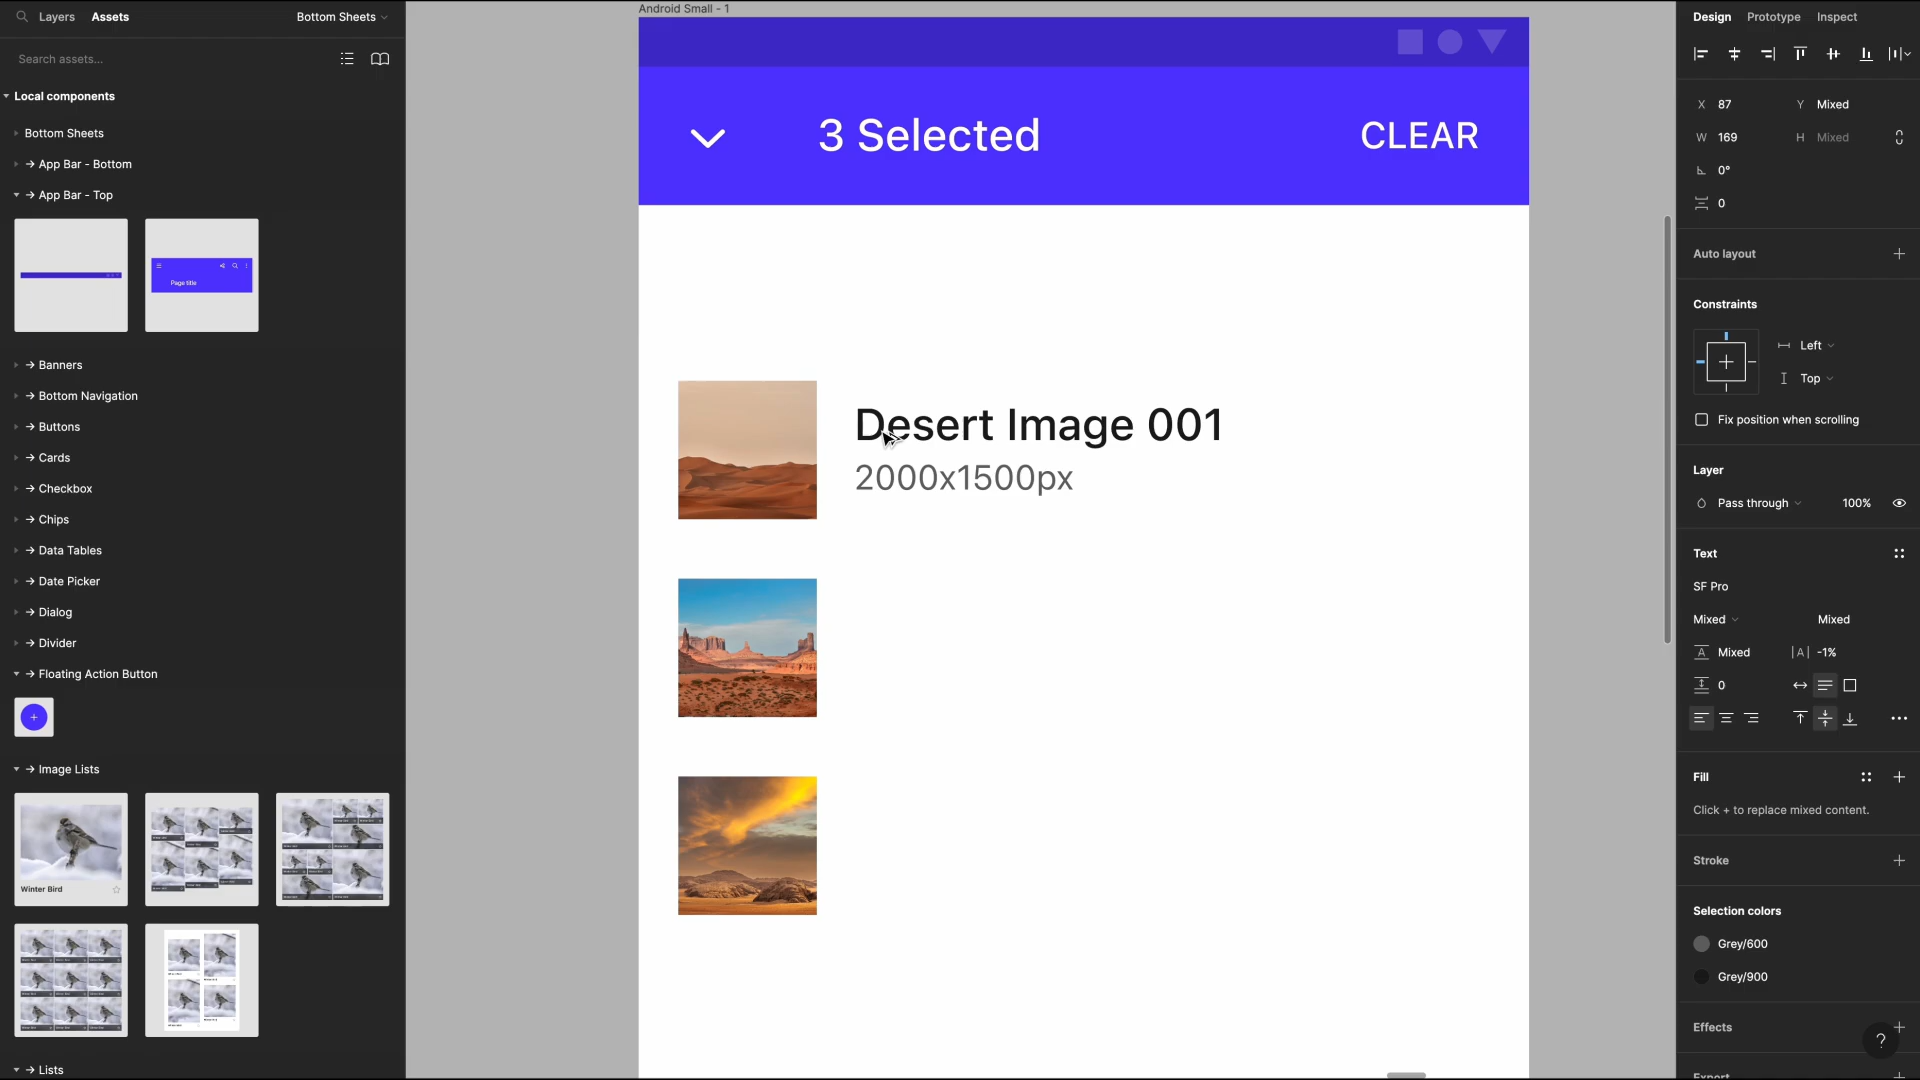 Layers
Assets
Bottom Sheets
Search assets...
Local components
Bottom Sheets
→ App Bar - Bottom
→ App Bar - Top
Page title
→ Banners
→ Bottom Navigation
→ Buttons
→ Cards
→ Checkbox
→ Chips
→ Data Tables
→ Date Picker
→ Dialog
→ Divider
→ Floating Action Button
→ Image Lists
Winter Bird
→ Lists
Android Small - 1
3 Selected
CLEAR
Desert Image 001
2000x1500px
Design
Prototype
Inspect
X 87
Y Mixed
W 169
H Mixed
0°
0
Auto layout
Constraints
Left
Top
Fix position when scrolling
Layer
Pass through
100%
Text
SF Pro
Mixed
Mixed
A Mixed
|A| -1%
0
Fill
Click + to replace mixed content.
Stroke
Selection colors
Grey/600
Grey/900
Effects
?
Export